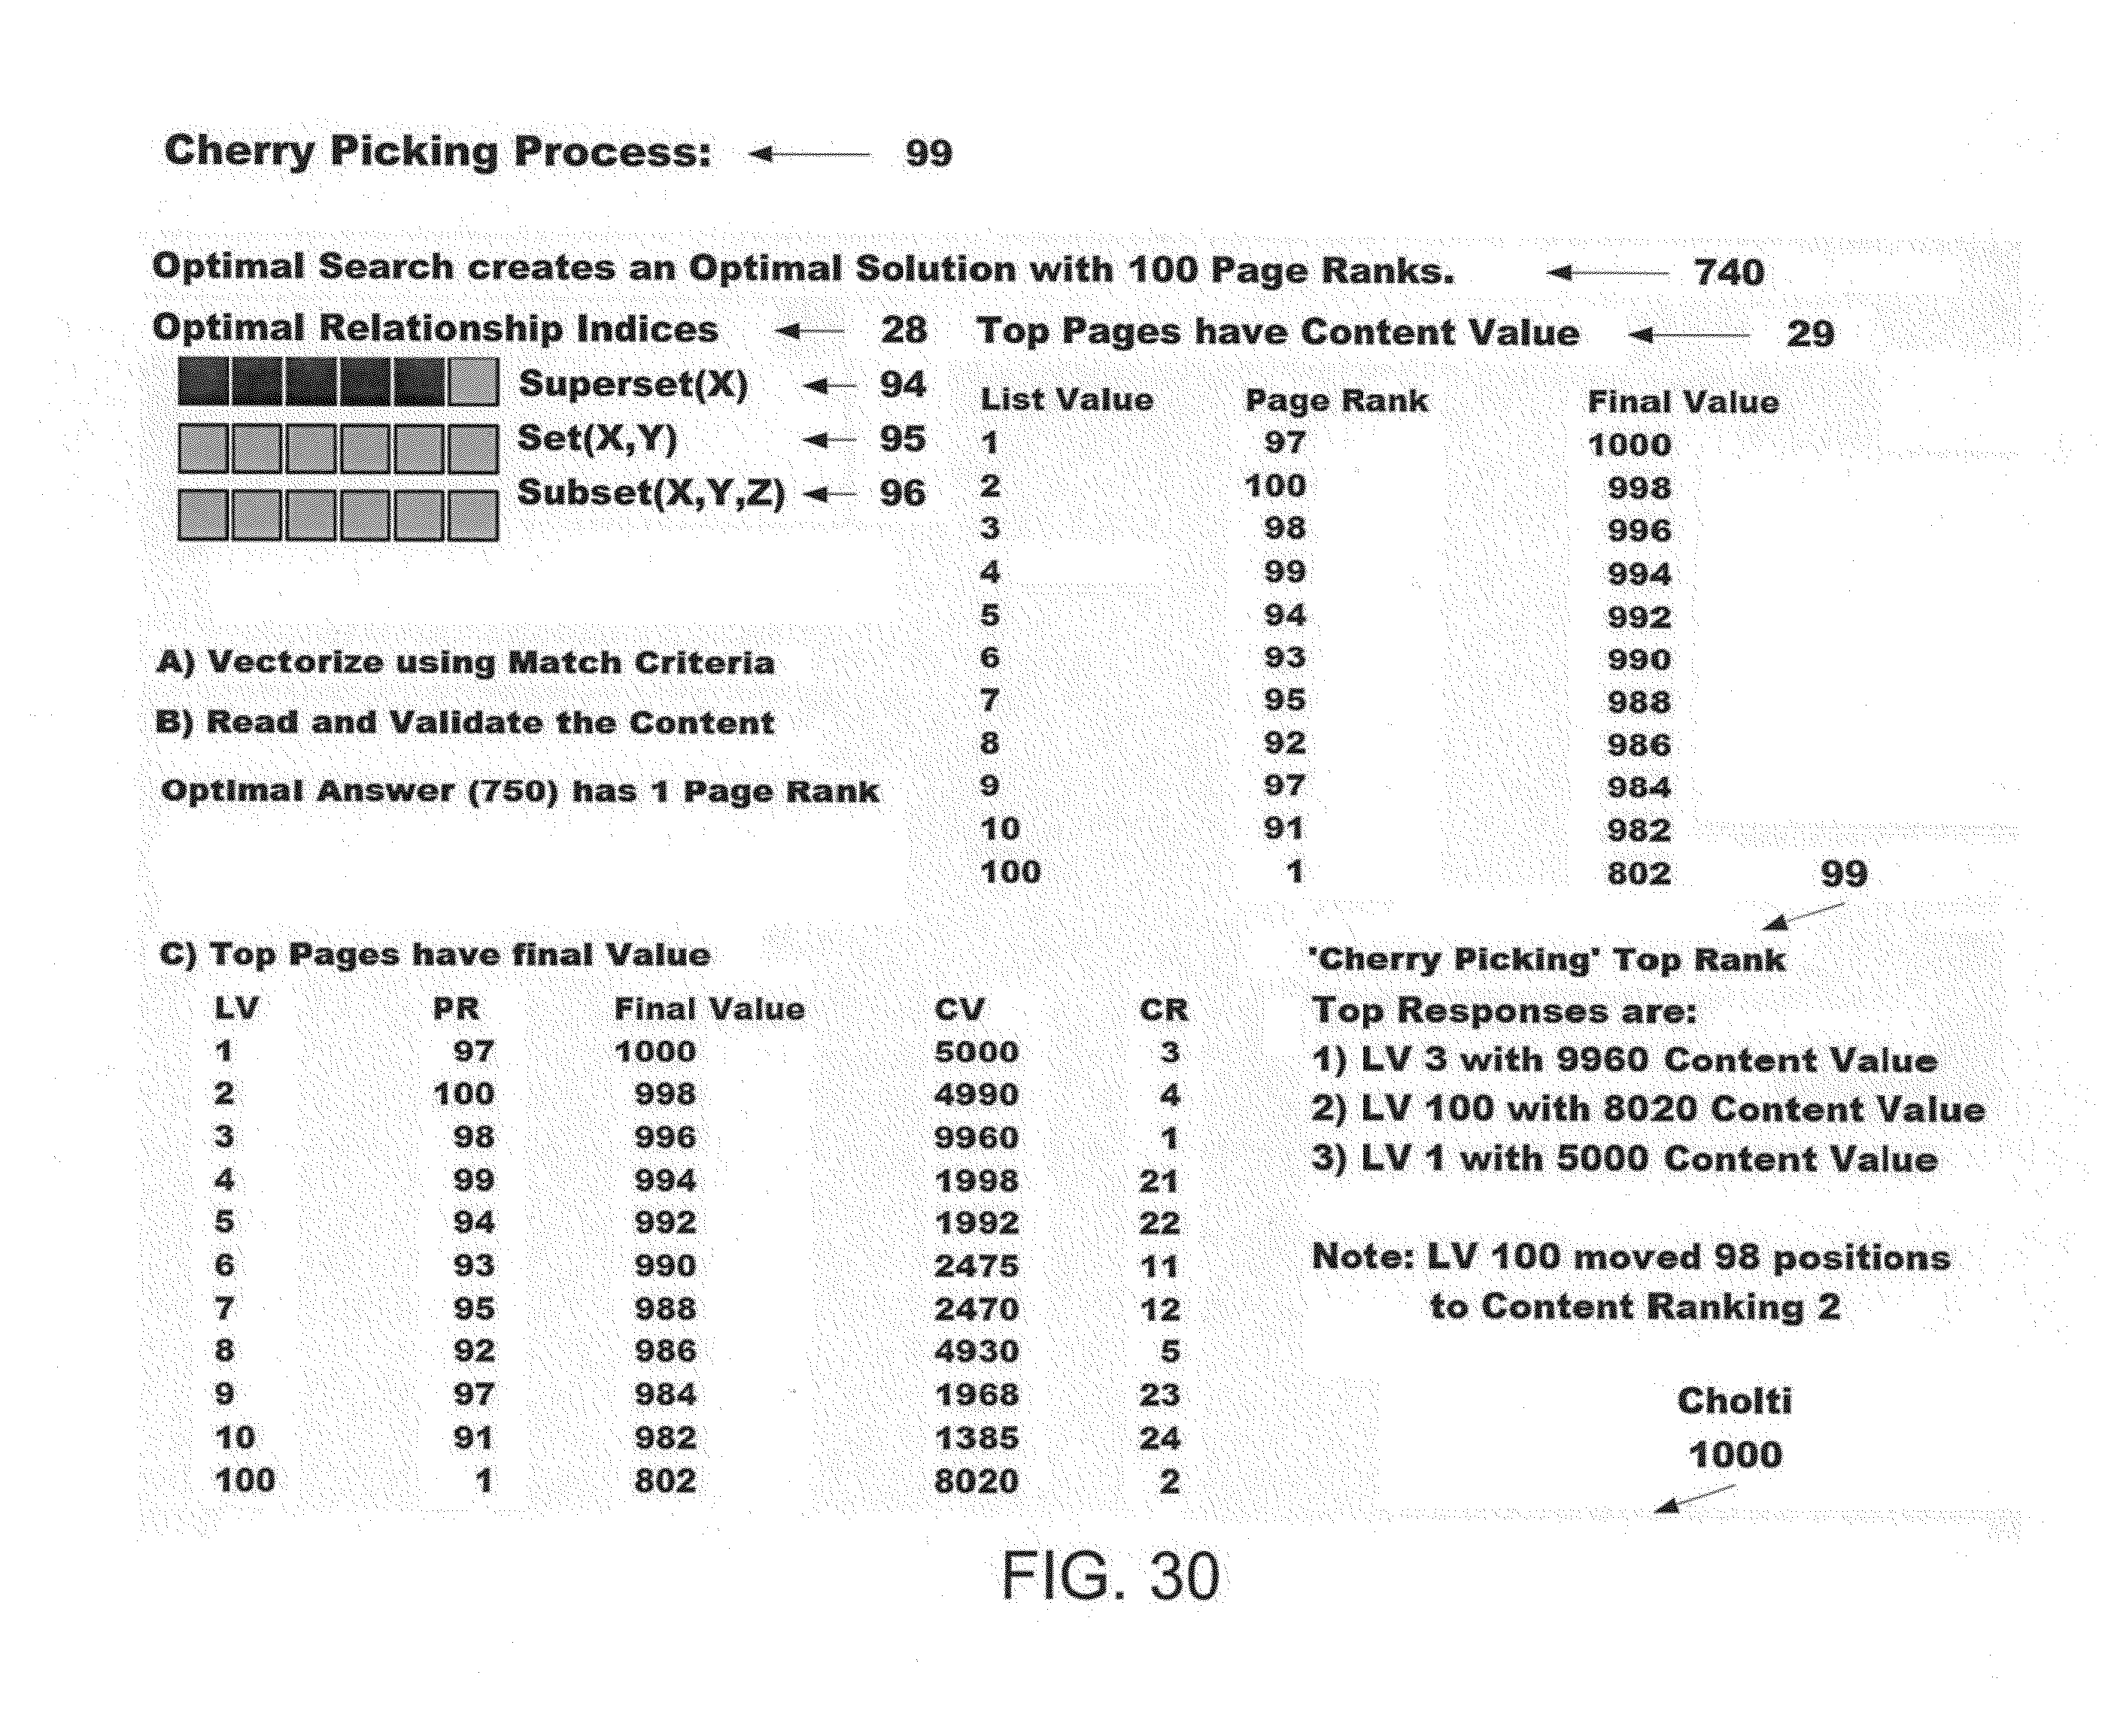 Cherry Picking Process: 99
Optimal Search creates an Optimal Solution with 100 Page Ranks. 740
Optimal Relationship Indices 28
Superset(X) 94
Set(X,Y) 95
Subset(X,Y,Z) 96
Top Pages have Content Value 29
List Value Page Rank Final Value
1 97 1000
2 100 998
3 98 996
4 99 994
5 94 992
6 93 990
7 95 988
8 92 986
9 97 984
10 91 982
100 1 802
A) Vectorize using Match Criteria
B) Read and Validate the Content
Optimal Answer (750) has 1 Page Rank
C) Top Pages have final Value
LV PR Final Value CV CR
1 97 1000 5000 3
2 100 998 4990 4
3 98 996 9960 1
4 99 994 1998 21
5 94 992 1992 22
6 93 990 2475 11
7 95 988 2470 12
8 92 986 4930 5
9 97 984 1968 23
10 91 982 1385 24
100 1 802 8020 2
99
'Cherry Picking' Top Rank
Top Responses are:
1) LV 3 with 9960 Content Value
2) LV 100 with 8020 Content Value
3) LV 1 with 5000 Content Value
Note: LV 100 moved 98 positions
to Content Ranking 2
Cholti
1000
FIG. 30